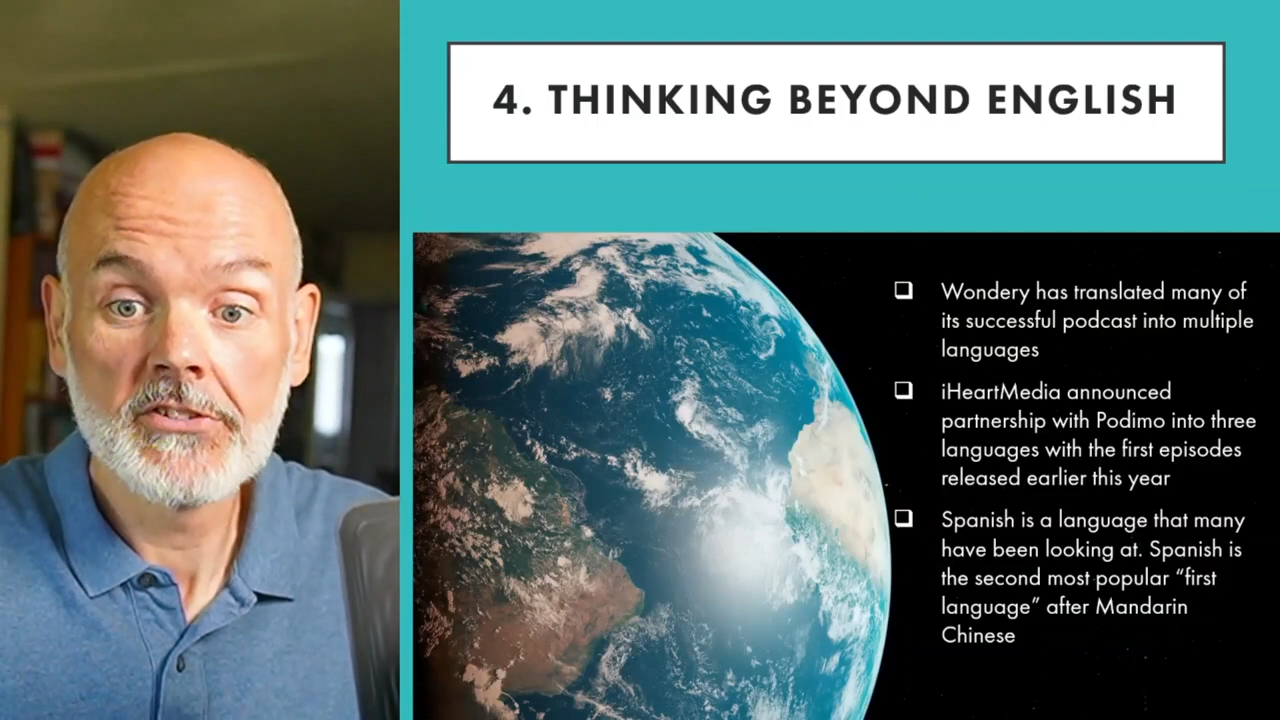 4. THINKING BEYOND ENGLISH
Wondery has translated many of
its successful podcast into multiple
languages
iHeartMedia announced
partnership with Podimo into three
languages with the first episodes
released earlier this year
Spanish is a language that many
have been looking at. Spanish is
the second most popular “first
language” after Mandarin
Chinese